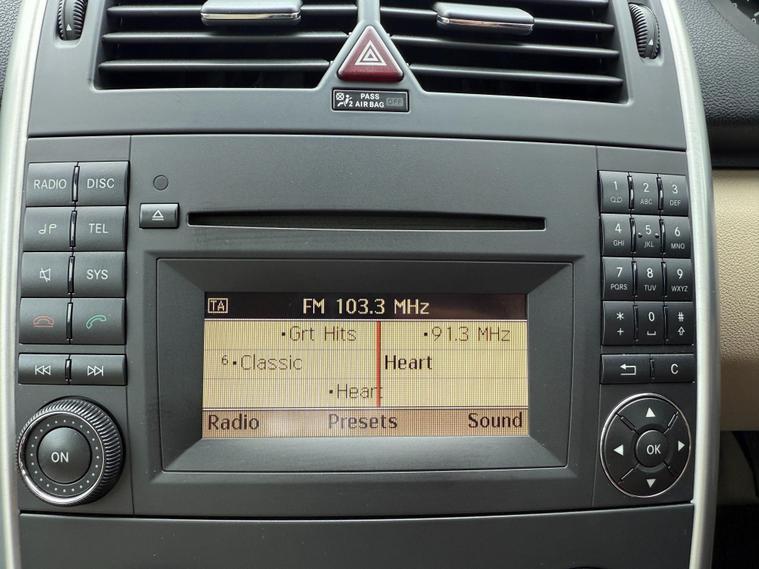 PASS
2 AIR BAG OFF
RADIO DISC
TEL
SYS
ON
TA FM 103.3 MHz
•Grt Hits •91.3 MHz
6•Classic Heart
•Heart
Radio Presets Sound
1 2 3
ABC DEF
4 5 6
GHI JKL MNO
7 8 9
PQRS TUV WXYZ
* 0 #
+
C
OK